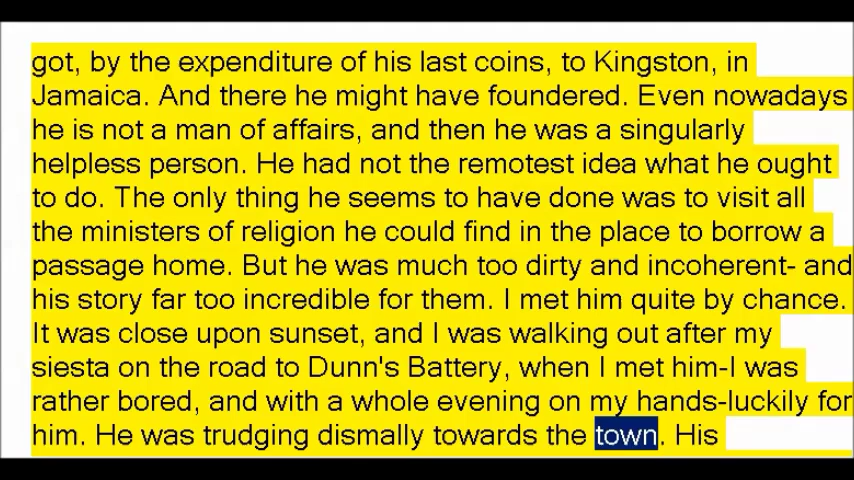 got, by the expenditure of his last coins, to Kingston, in
Jamaica. And there he might have foundered. Even nowadays
he is not a man of affairs, and then he was a singularly
helpless person. He had not the remotest idea what he ought
to do. The only thing he seems to have done was to visit all
the ministers of religion he could find in the place to borrow a
passage home. But he was much too dirty and incoherent- and
his story far too incredible for them. I met him quite by chance.
It was close upon sunset, and I was walking out after my
siesta on the road to Dunn's Battery, when I met him-I was
rather bored, and with a whole evening on my hands-luckily for
him. He was trudging dismally towards the town. His